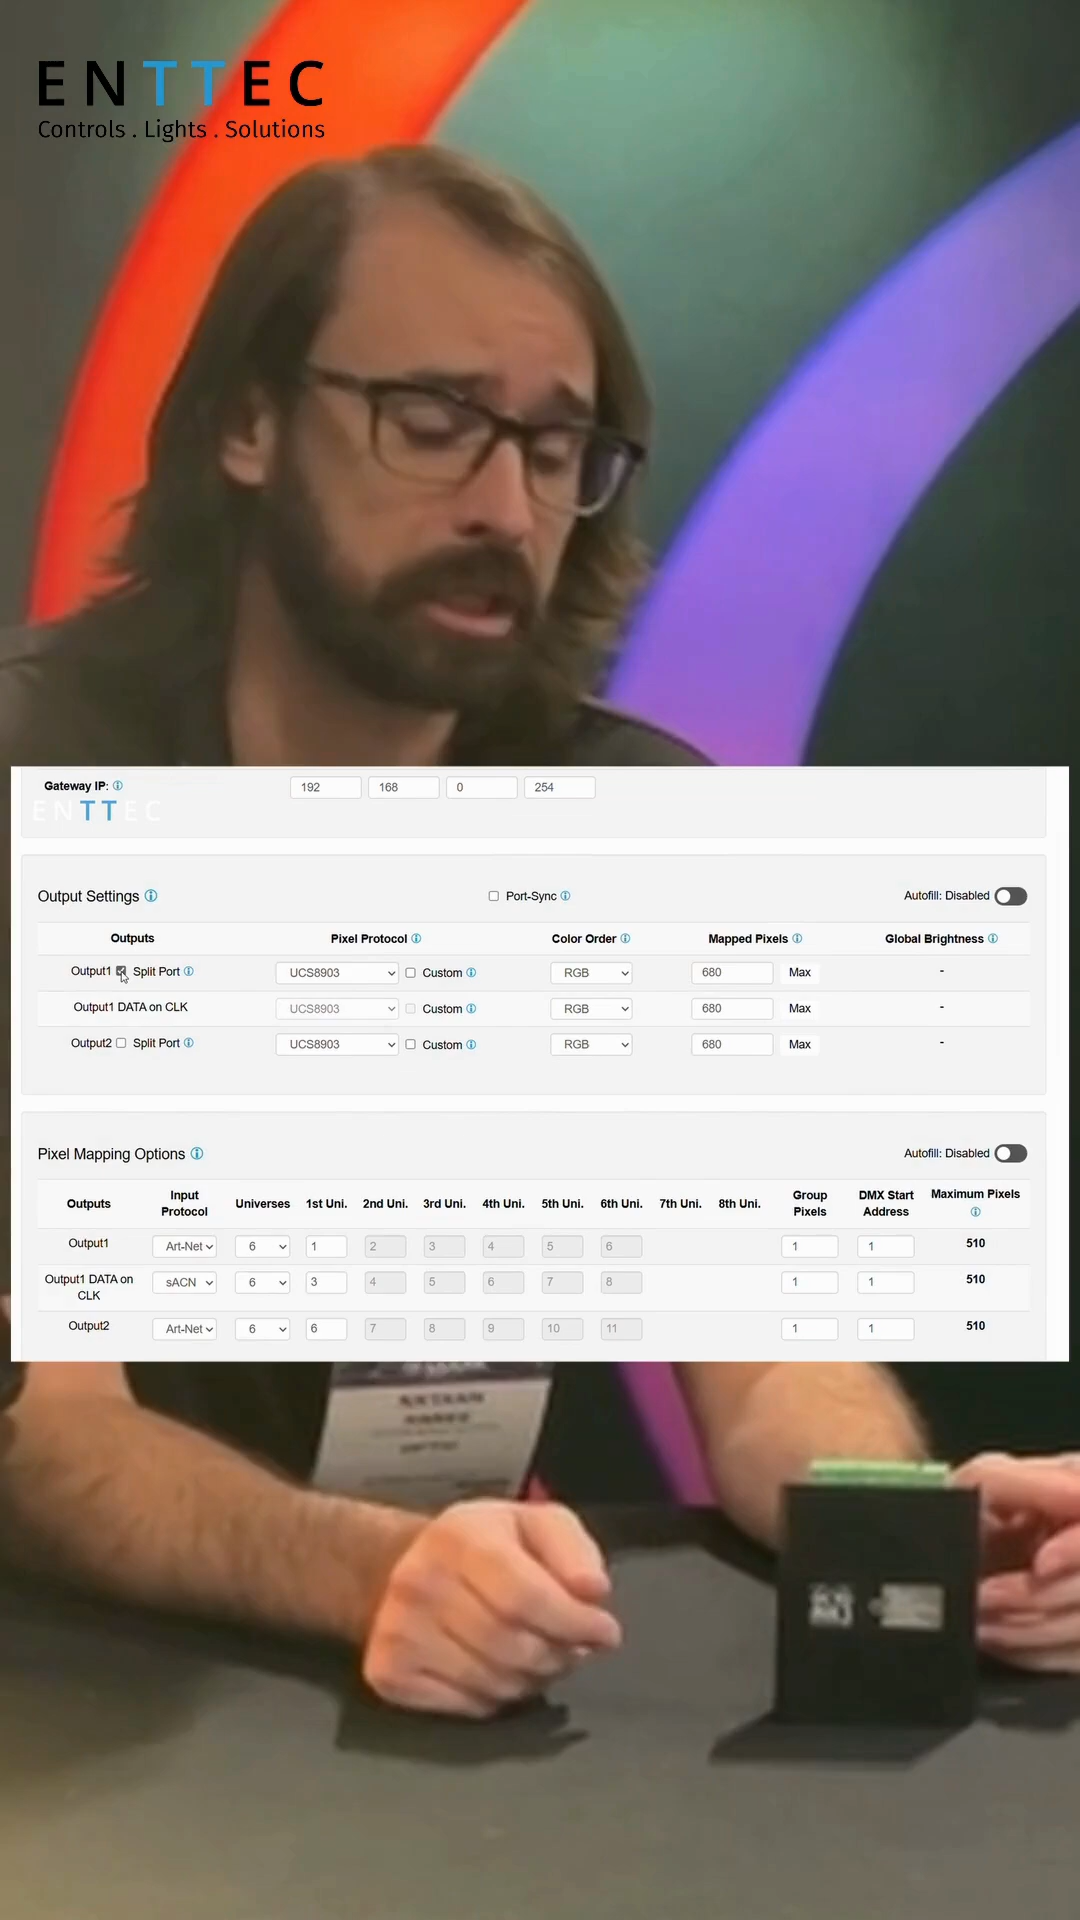 ENTTEC
Controls . Lights . Solutions
Gateway IP: 192 168 0 254
ENTTEC
Output Settings Port-Sync Autofill: Disabled
Outputs Pixel Protocol Color Order Mapped Pixels Global Brightness
Output1 Split Port UCS8903 Custom RGB 680 Max -
Output1 DATA on CLK UCS8903 Custom RGB 680 Max -
Output2 Split Port UCS8903 Custom RGB 680 Max -
Pixel Mapping Options Autofill: Disabled
Outputs Input Protocol Universes 1st Uni. 2nd Uni. 3rd Uni. 4th Uni. 5th Uni. 6th Uni. 7th Uni. 8th Uni. Group Pixels DMX Start Address Maximum Pixels
Output1 Art-Net 6 1 2 3 4 5 6 1 1 510
Output1 DATA on CLK sACN 6 3 4 5 6 7 8 1 1 510
Output2 Art-Net 6 6 7 8 9 10 11 1 1 510